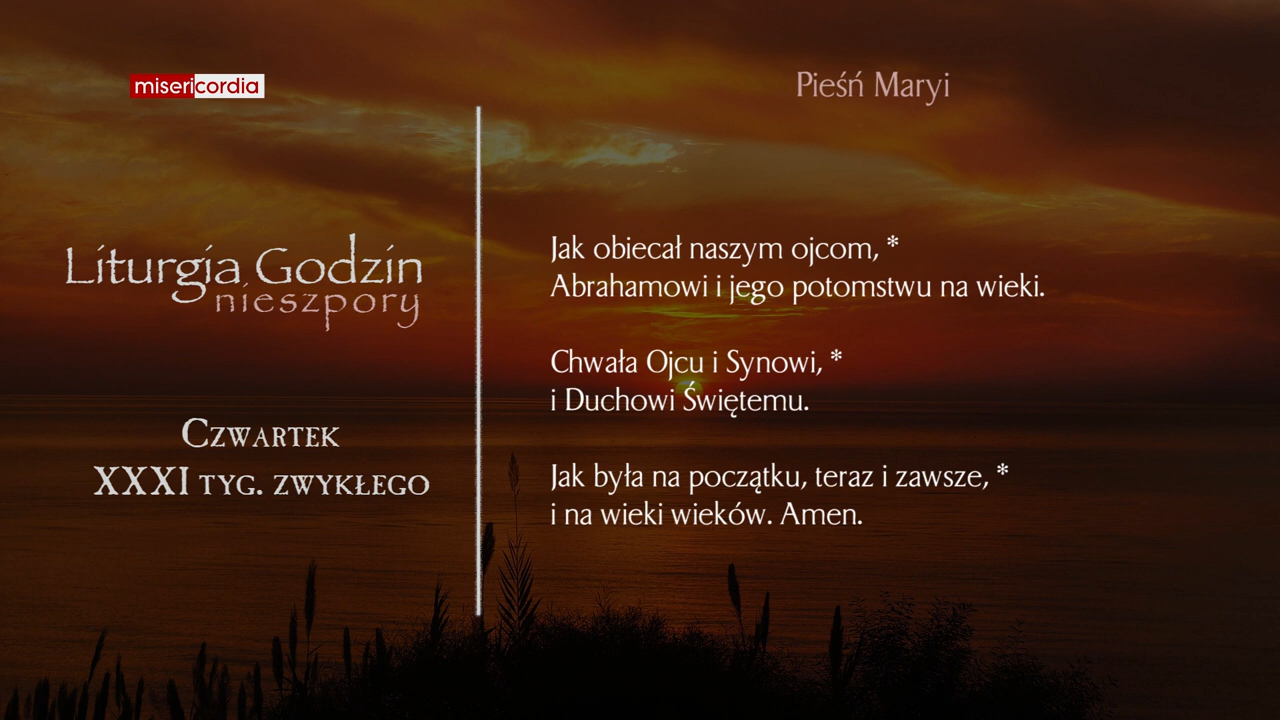 misericordia
Liturgia Godzin
nieszpory
Czwartek
XXXI tyg. zwykłego
Pieśń Maryi
Jak obiecał naszym ojcom, *
Abrahamowi i jego potomstwu na wieki.
Chwała Ojcu i Synowi, *
i Duchowi Świętemu.
Jak była na początku, teraz i zawsze, *
i na wieki wieków. Amen.